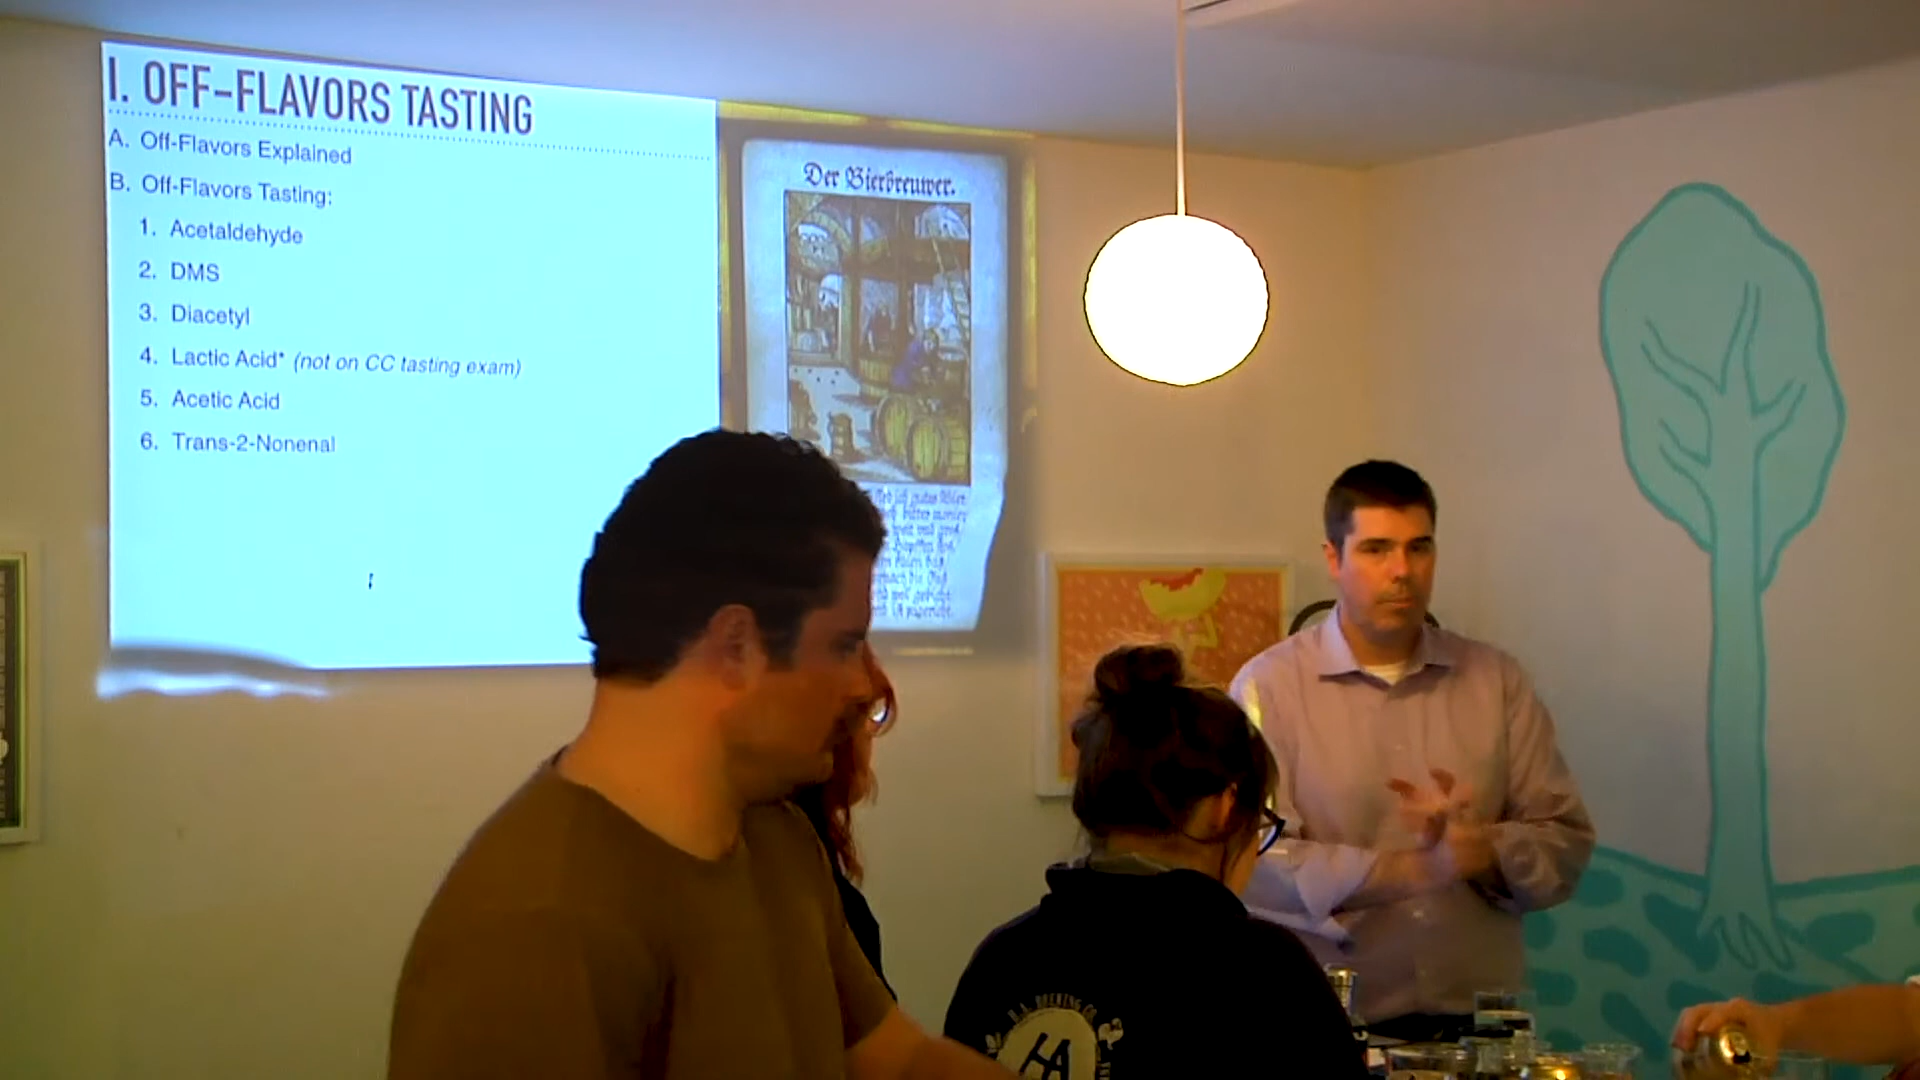 I. OFF-FLAVORS TASTING
A. Off-Flavors Explained
B. Off-Flavors Tasting:
1. Acetaldehyde
2. DMS
3. Diacetyl
4. Lactic Acid* (not on CC tasting exam)
5. Acetic Acid
6. Trans-2-Nonenal
Der Bierbreuwer.
HA